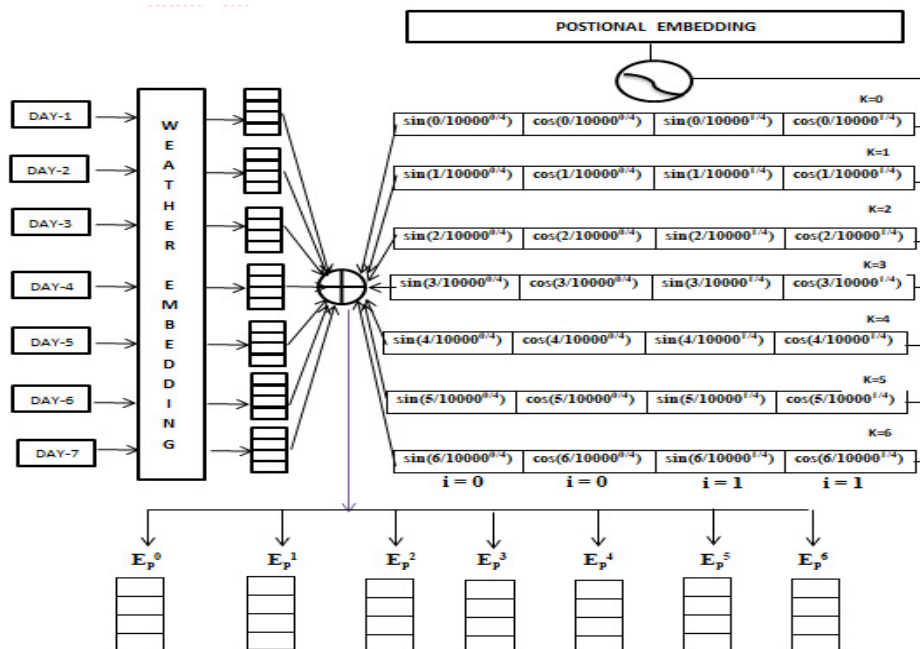 POSTIONAL EMBEDDING
K=0
DAY-1
sin(0/10000^0/4) cos(0/10000^0/4) sin(0/10000^1/4) cos(0/10000^1/4)
K=1
DAY-2
sin(1/10000^0/4) cos(1/10000^0/4) sin(1/10000^1/4) cos(1/10000^1/4)
K=2
DAY-3
sin(2/10000^0/4) cos(2/10000^0/4) sin(2/10000^1/4) cos(2/10000^1/4)
K=3
DAY-4
sin(3/10000^0/4) cos(3/10000^0/4) sin(3/10000^1/4) cos(3/10000^1/4)
K=4
DAY-5
sin(4/10000^0/4) cos(4/10000^0/4) sin(4/10000^1/4) cos(4/10000^1/4)
K=5
DAY-6
sin(5/10000^0/4) cos(5/10000^0/4) sin(5/10000^1/4) cos(5/10000^1/4)
K=6
DAY-7
sin(6/10000^0/4) cos(6/10000^0/4) sin(6/10000^1/4) cos(6/10000^1/4)
i = 0 i = 0 i = 1 i = 1
WEATHER EMBEDDING
E_P^0 E_P^1 E_P^2 E_P^3 E_P^4 E_P^5 E_P^6